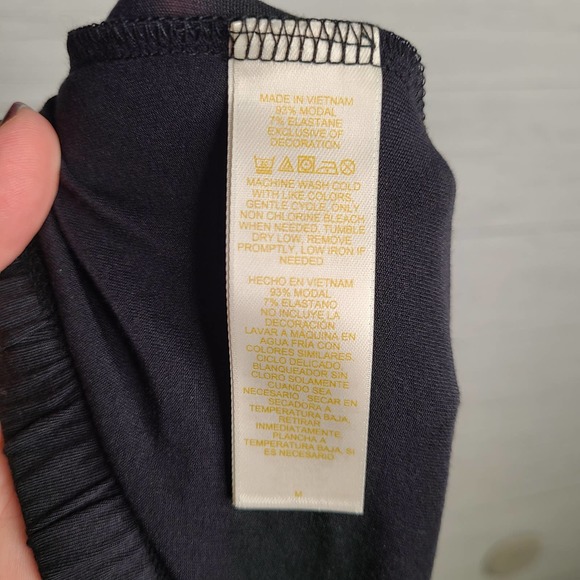 MADE IN VIETNAM
93% MODAL
7% ELASTANE
EXCLUSIVE OF
DECORATION
MACHINE WASH COLD
WITH LIKE COLORS,
GENTLE CYCLE, ONLY
NON CHLORINE BLEACH
WHEN NEEDED, TUMBLE
DRY LOW, REMOVE
PROMPTLY, LOW IRON IF
NEEDED
HECHO EN VIETNAM
93% MODAL
7% ELASTANO
NO INCLUYE LA
DECORACIÓN
LAVAR A MÁQUINA EN
AGUA FRÍA CON
COLORES SIMILARES,
CICLO DELICADO,
BLANQUEADOR SIN
CLORO SOLAMENTE
CUANDO SEA
NECESARIO, SECAR EN
SECADORA A
TEMPERATURA BAJA,
RETIRAR
INMEDIATAMENTE,
PLANCHA A
TEMPERATURA BAJA, SI
ES NECESARIO
M